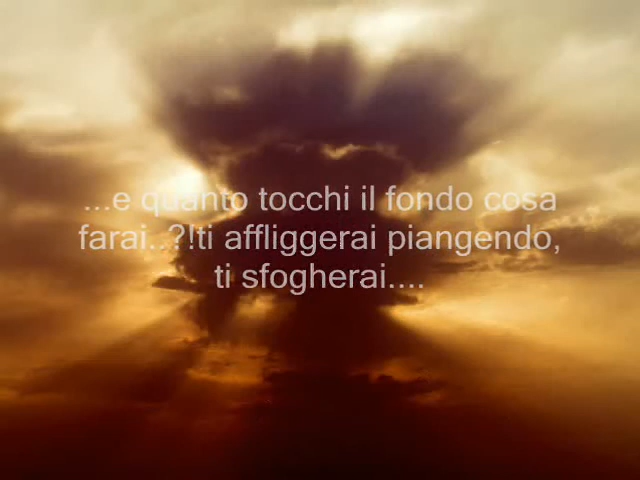 ...e quanto tocchi il fondo cosa
farai..?!ti affliggerai piangendo,
ti sfogherai....